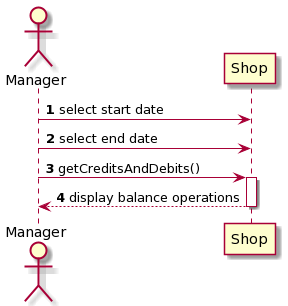 Manager
Shop
1 select start date
2 select end date
3 getCreditsAndDebits()
4 display balance operations
Manager
Shop